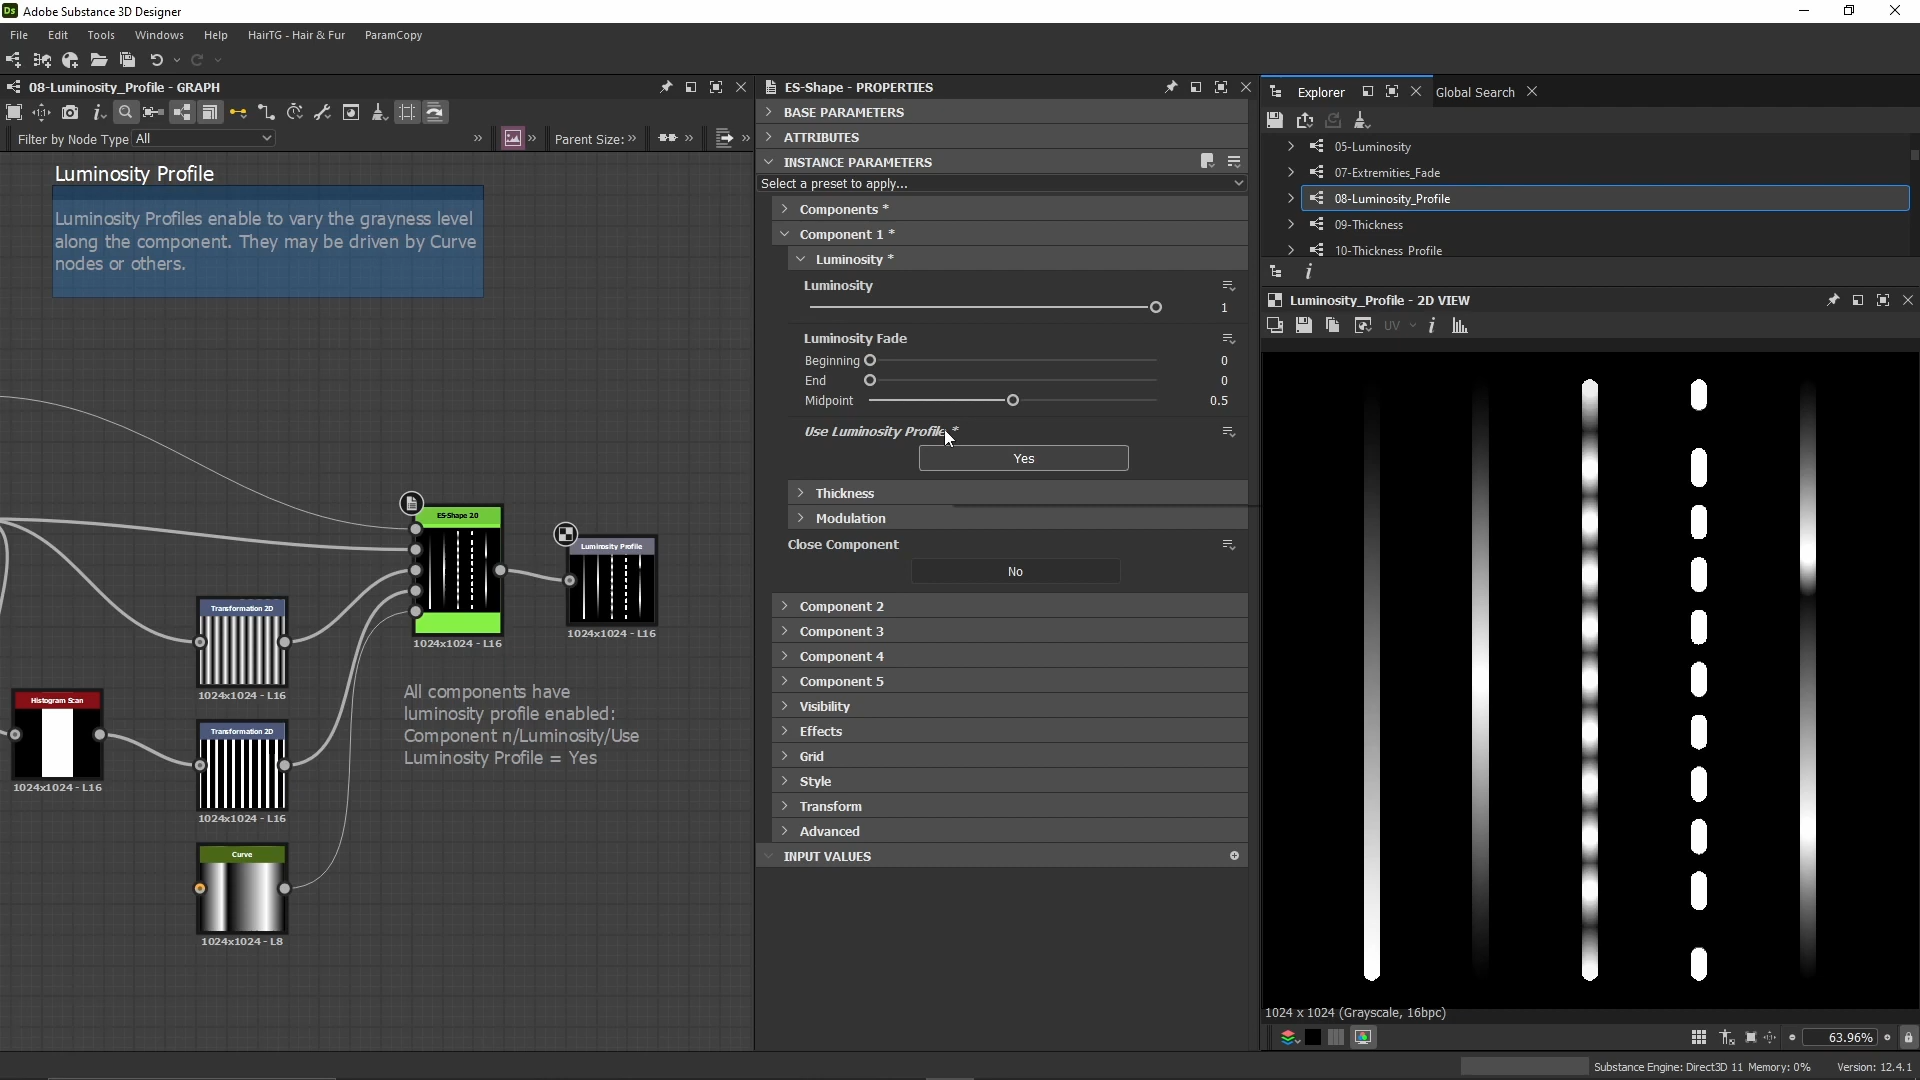 Ds Adobe Substance 3D Designer
File Edit Tools Windows Help HairTG - Hair & Fur ParamCopy
08-Luminosity_Profile - GRAPH
Filter by Node Type All
Parent Size:
Luminosity Profile
Luminosity Profiles enable to vary the grayness level
along the component. They may be driven by Curve
nodes or others.
ES-Shape 2.0
1024x1024 - L16
Luminosity Profile
1024x1024 - L16
Transformation 2D
1024x1024 - L16
Histogram Scan
1024x1024 - L16
Transformation 2D
1024x1024 - L16
Curve
1024x1024 - L8
All components have
luminosity profile enabled:
Component n/Luminosity/Use
Luminosity Profile = Yes
ES-Shape - PROPERTIES
BASE PARAMETERS
ATTRIBUTES
INSTANCE PARAMETERS
Select a preset to apply...
Components *
Component 1 *
Luminosity *
Luminosity
1
Luminosity Fade
Beginning 0
End 0
Midpoint 0.5
Use Luminosity Profile *
Yes
Thickness
Modulation
Close Component
No
Component 2
Component 3
Component 4
Component 5
Visibility
Effects
Grid
Style
Transform
Advanced
INPUT VALUES
Explorer Global Search
05-Luminosity
07-Extremities_Fade
08-Luminosity_Profile
09-Thickness
10-Thickness Profile
Luminosity_Profile - 2D VIEW
UV
1024 x 1024 (Grayscale, 16bpc)
63.96%
Substance Engine: Direct3D 11 Memory: 0% Version: 12.4.1